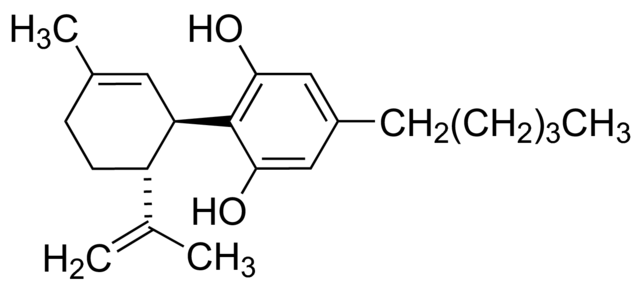 H₃C
HO
CH₂(CH₂)₃CH₃
HO
H₂C
CH₃